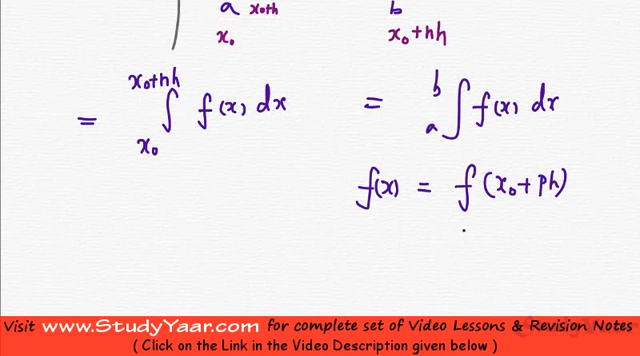 a x₀+h b
x₀ x₀+nh
x₀+nh b
= ∫ f(x) dx = ∫ f(x) dx
x₀ a
f(x) = f(x₀+ph)
Visit www.StudyYaar.com for complete set of Video Lessons & Revision Notes
( Click on the Link in the Video Description given below )